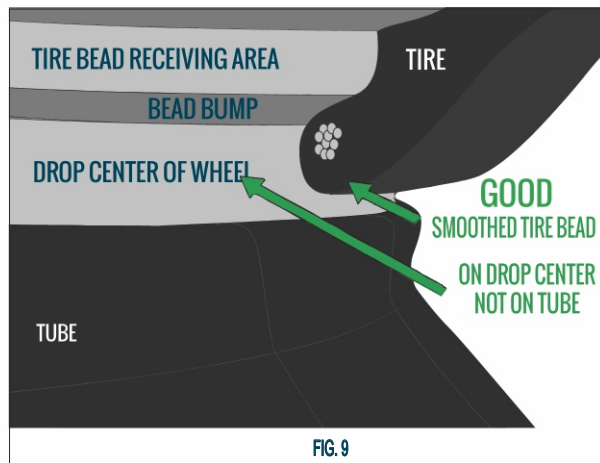 TIRE BEAD RECEIVING AREA
TIRE
BEAD BUMP
DROP CENTER OF WHEEL
GOOD
SMOOTHED TIRE BEAD
ON DROP CENTER
NOT ON TUBE
TUBE
FIG. 9